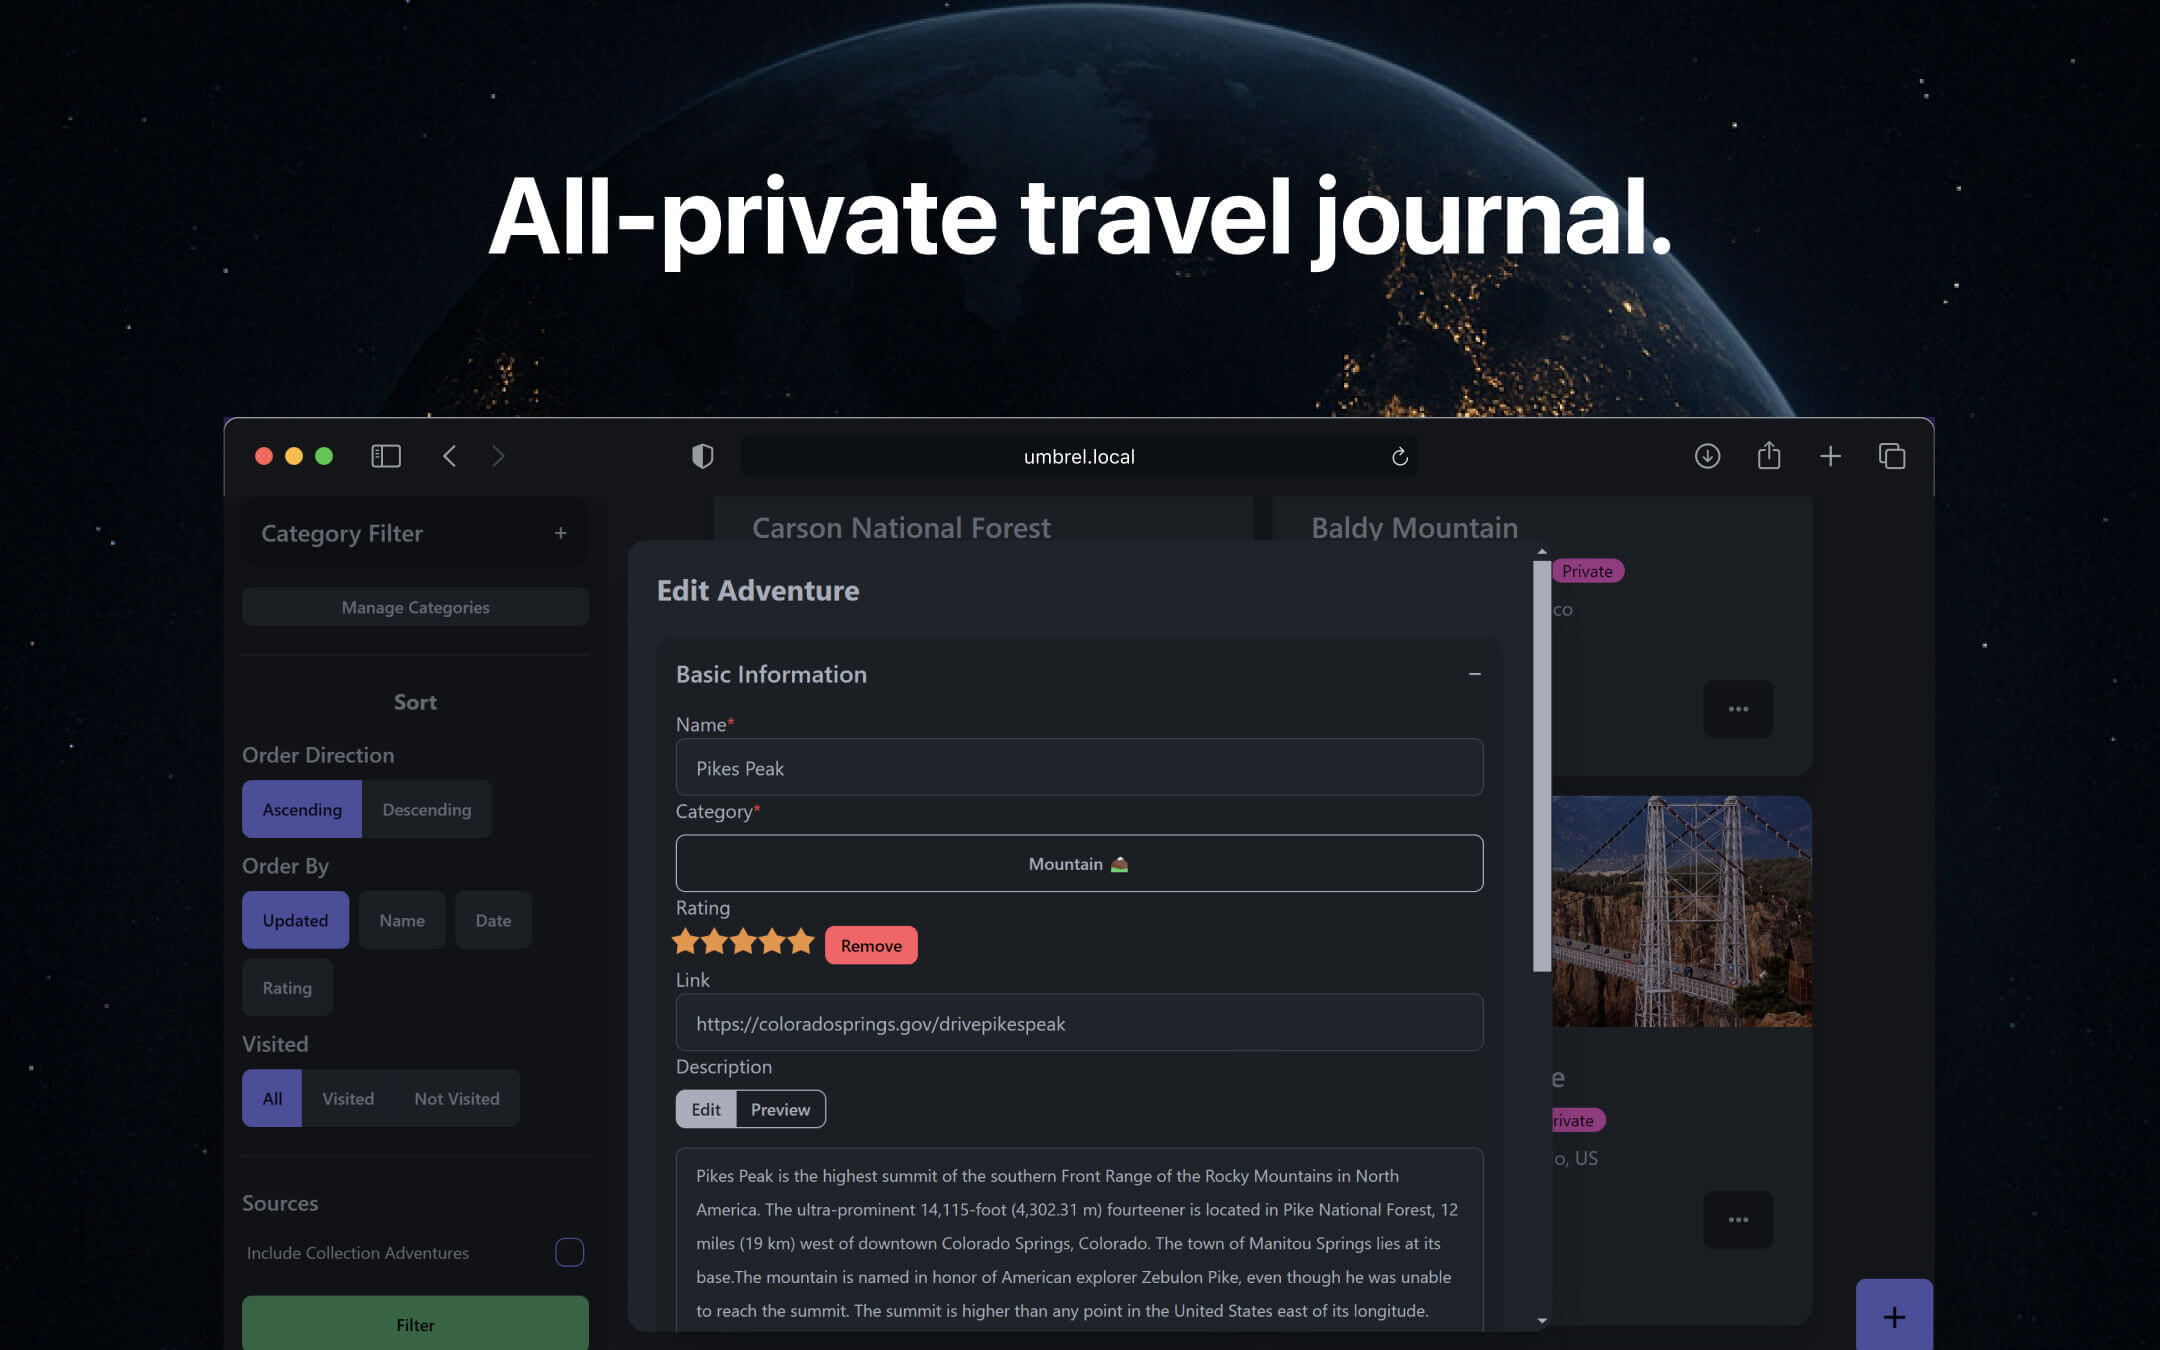 All-private travel journal.
umbrel.local
Category Filter +
Manage Categories
Sort
Order Direction
Ascending Descending
Order By
Updated Name Date
Rating
Visited
All Visited Not Visited
Sources
Include Collection Adventures
Filter
Carson National Forest
Baldy Mountain
Private
co
e
rivate
o, US
Edit Adventure
Basic Information
Name*
Pikes Peak
Category*
Mountain
Rating
Remove
Link
https://coloradosprings.gov/drivepikespeak
Description
Edit Preview
Pikes Peak is the highest summit of the southern Front Range of the Rocky Mountains in North
America. The ultra-prominent 14,115-foot (4,302.31 m) fourteener is located in Pike National Forest, 12
miles (19 km) west of downtown Colorado Springs, Colorado. The town of Manitou Springs lies at its
base.The mountain is named in honor of American explorer Zebulon Pike, even though he was unable
to reach the summit. The summit is higher than any point in the United States east of its longitude.